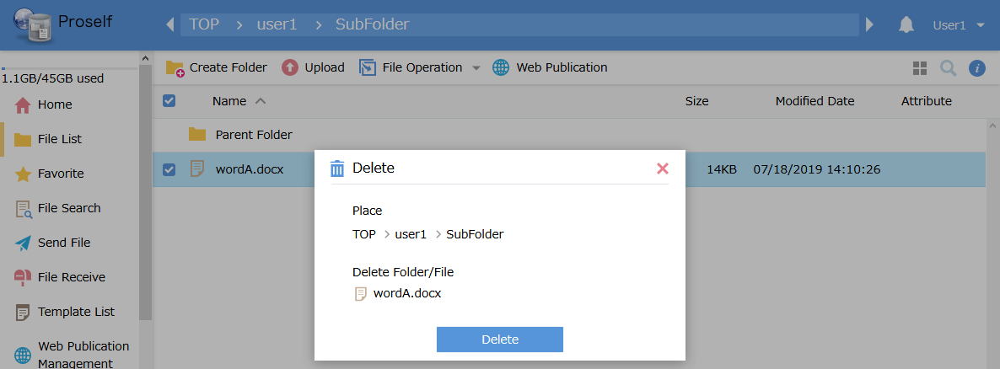 Proself
TOP > user1 > SubFolder
User1
1.1GB/45GB used
Home
File List
Favorite
File Search
Send File
File Receive
Template List
Web Publication
Management
Create Folder
Upload
File Operation
Web Publication
Name
Size
Modified Date
Attribute
Parent Folder
wordA.docx
14KB
07/18/2019 14:10:26
Delete
Place
TOP > user1 > SubFolder
Delete Folder/File
wordA.docx
Delete